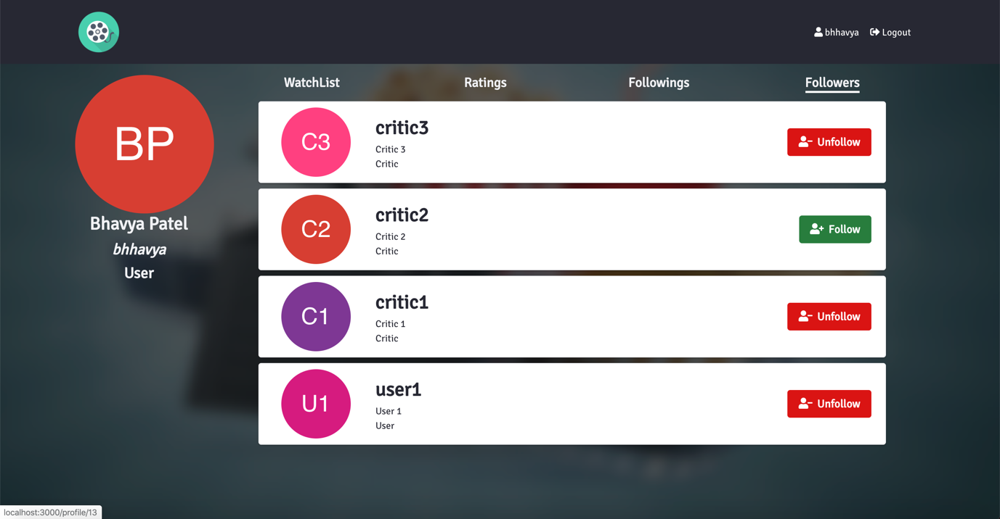 bhhavya Logout
WatchList Ratings Followings Followers
BP
Bhavya Patel
bhhavya
User
C3
critic3
Critic 3
Critic
Unfollow
C2
critic2
Critic 2
Critic
Follow
C1
critic1
Critic 1
Critic
Unfollow
U1
user1
User 1
User
Unfollow
localhost:3000/profile/13